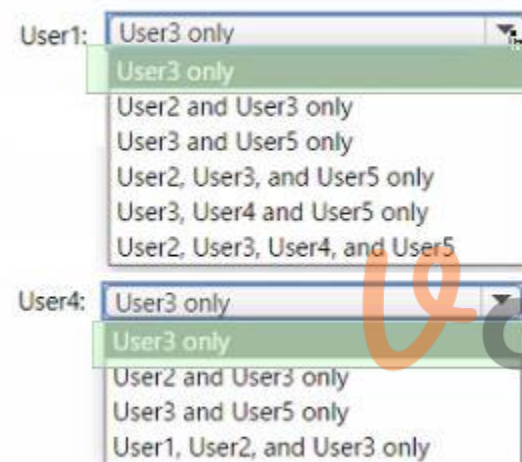 User1: User3 only
User3 only
User2 and User3 only
User3 and User5 only
User2, User3, and User5 only
User3, User4 and User5 only
User2, User3, User4, and User5
User4: User3 only
User3 only
User2 and User3 only
User3 and User5 only
User1, User2, and User3 only